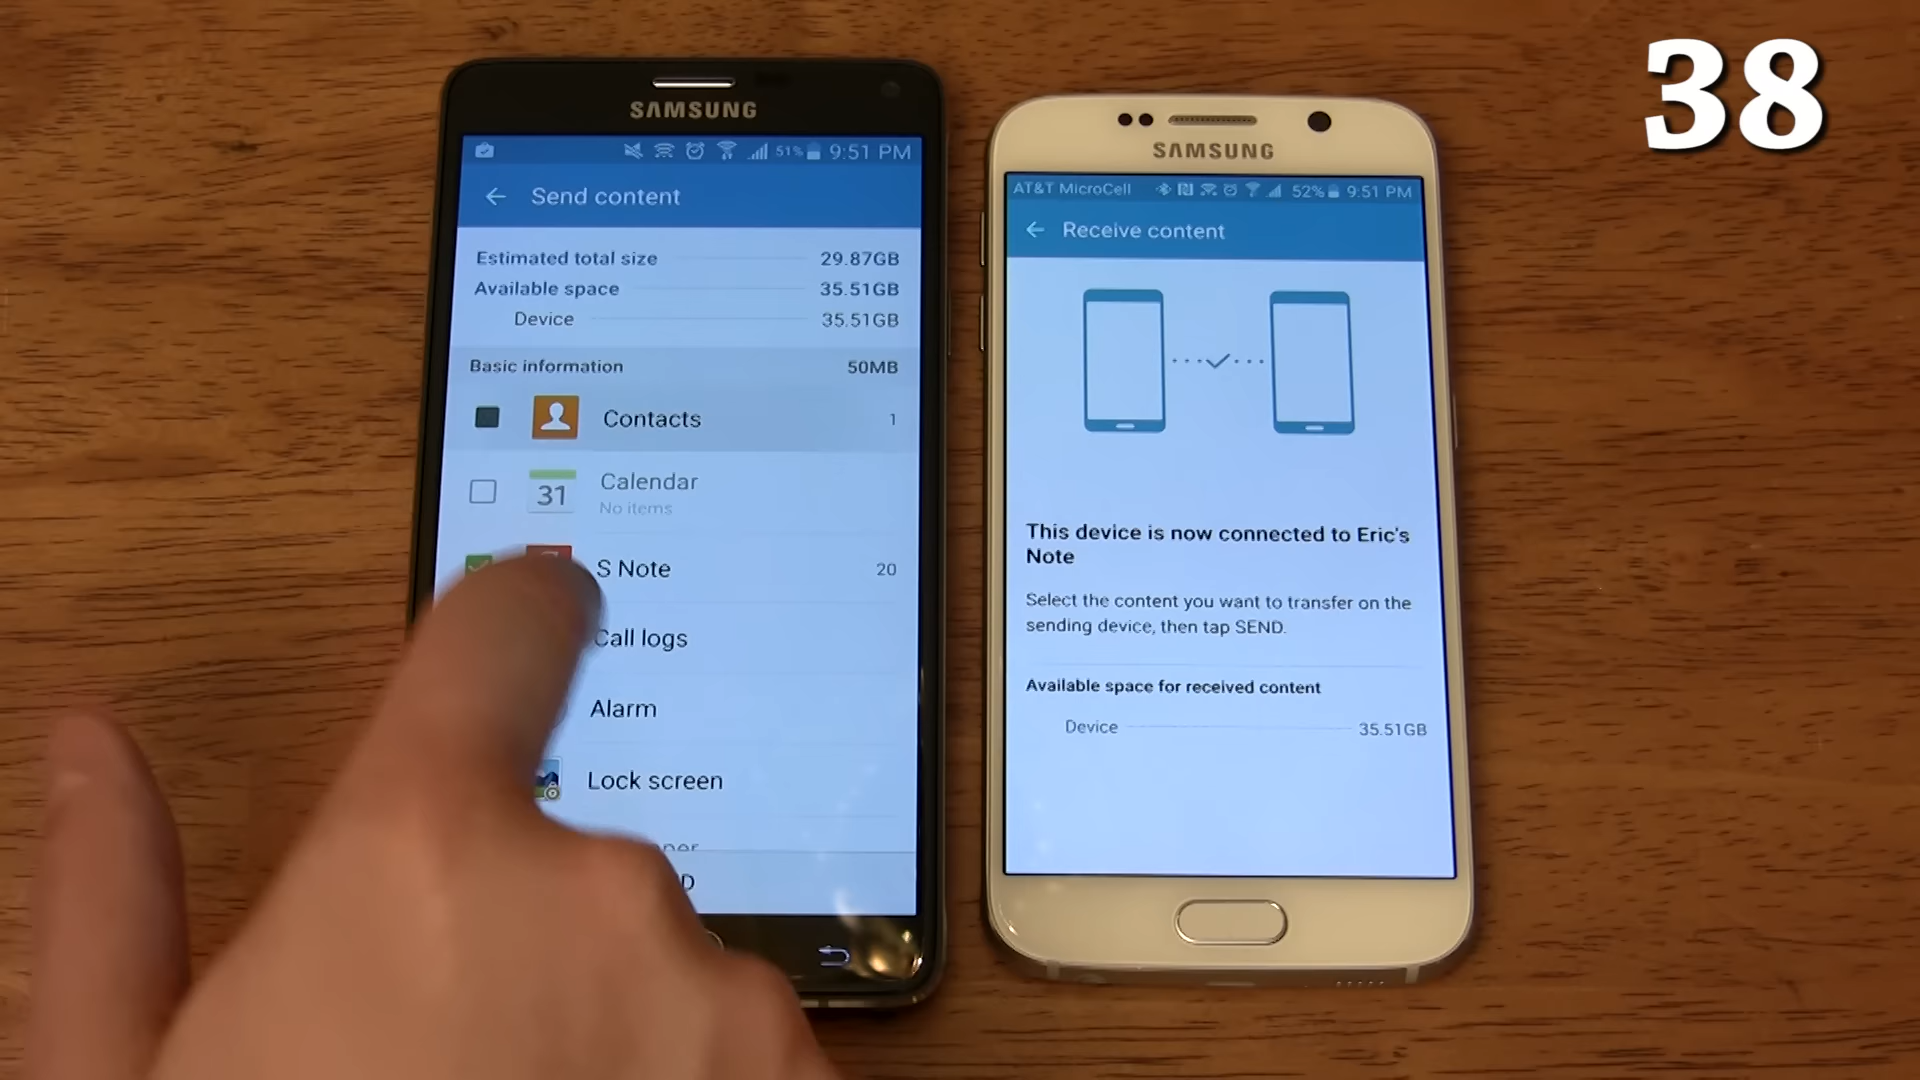 38
SAMSUNG
51% 9:51 PM
Send content
Estimated total size 29.87GB
Available space 35.51GB
Device 35.51GB
Basic information 50MB
Contacts 1
31
Calendar
No items
S Note 20
Call logs
Alarm
Lock screen
SAMSUNG
AT&T MicroCell 52% 9:51 PM
Receive content
This device is now connected to Eric's
Note
Select the content you want to transfer on the
sending device, then tap SEND.
Available space for received content
Device 35.51GB